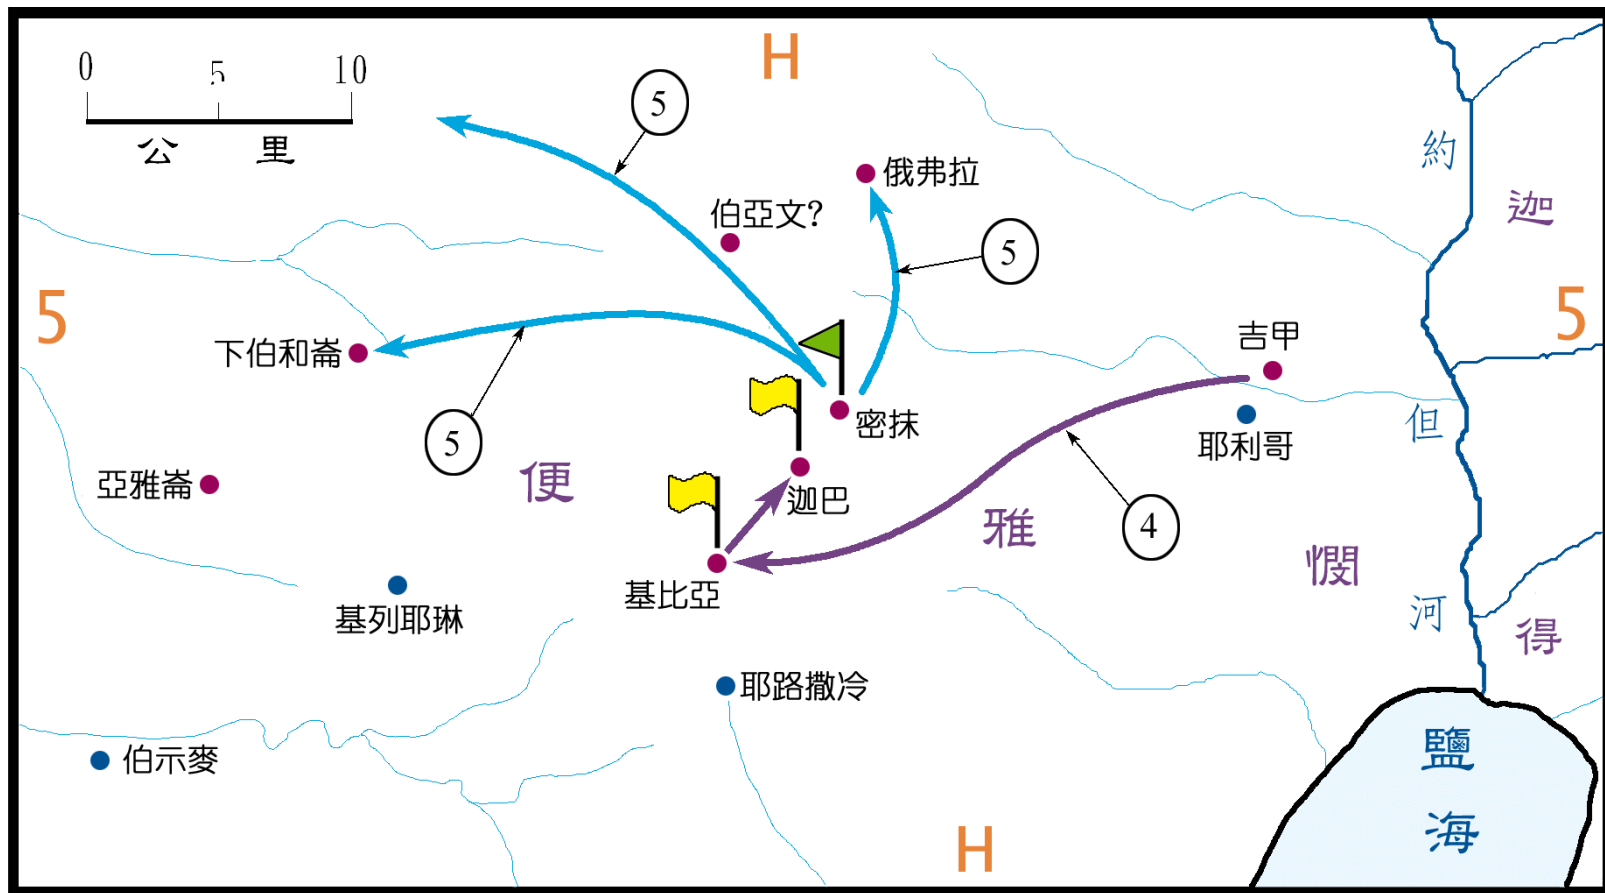 0 5 10
公里
H
5
5
H
5
5
5
4
俄弗拉
伯亞文?
下伯和崙
吉甲
密抹
耶利哥
亞雅崙
迦巴
便雅憫
基比亞
基列耶琳
耶路撒冷
伯示麥
約但河
迦得
鹽海